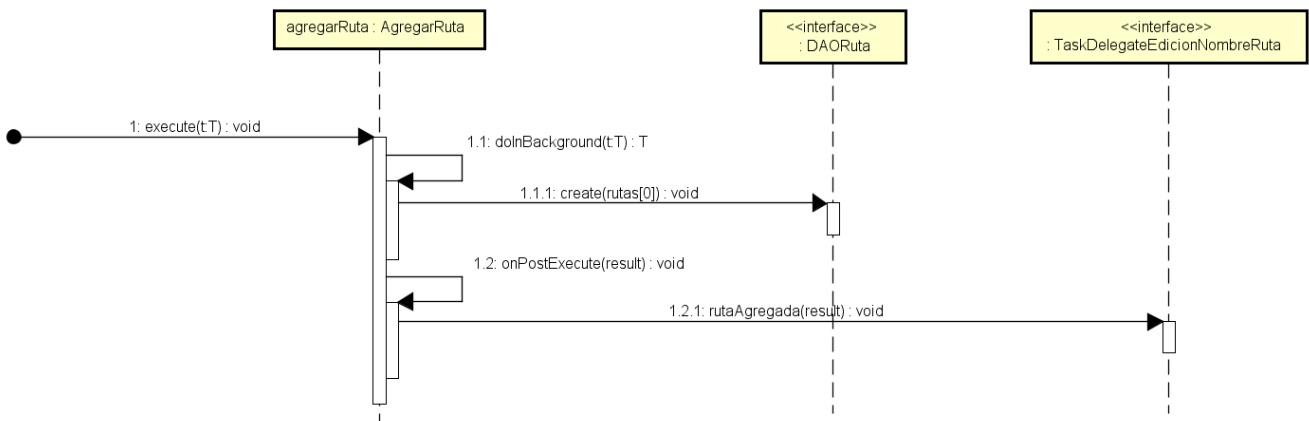 agregarRuta : AgregarRuta
<<interface>>
: DAORuta
<<interface>>
: TaskDelegateEdicionNombreRuta
1: execute(t:T) : void
1.1: doInBackground(t:T) : T
1.1.1: create(rutas[0]) : void
1.2: onPostExecute(result) : void
1.2.1: rutaAgregada(result) : void